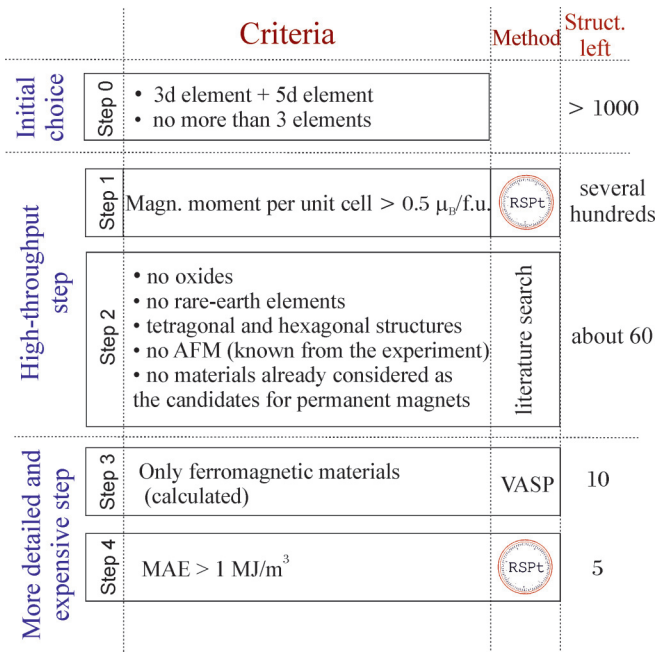 Criteria
Method
Struct.
left
Initial
choice
Step 0
• 3d element + 5d element
• no more than 3 elements
> 1000
High-throughput
step
Step 1
Magn. moment per unit cell > 0.5 μB/f.u.
RSPt
several
hundreds
Step 2
• no oxides
• no rare-earth elements
• tetragonal and hexagonal structures
• no AFM (known from the experiment)
• no materials already considered as
the candidates for permanent magnets
literature search
about 60
More detailed and
expensive step
Step 3
Only ferromagnetic materials
(calculated)
VASP
10
Step 4
MAE > 1 MJ/m³
RSPt
5